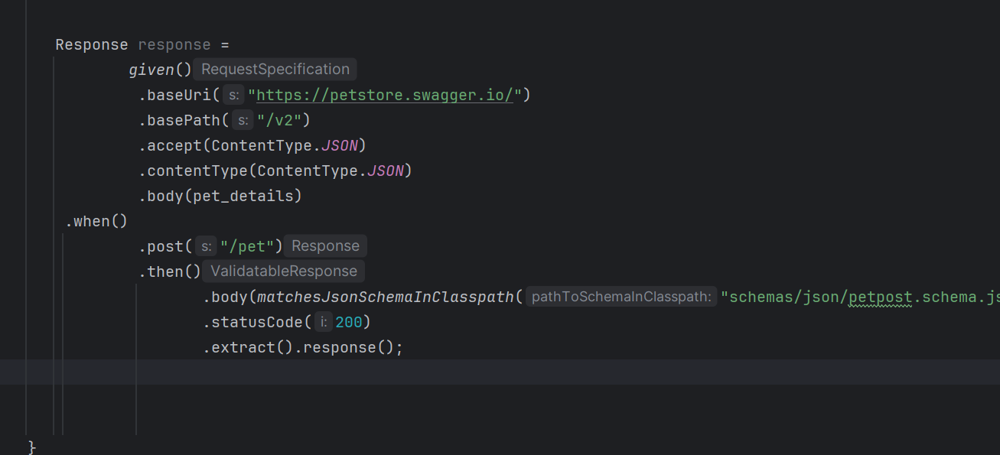 Response response =
given() RequestSpecification
.baseUri( s: "https://petstore.swagger.io/")
.basePath( s: "/v2")
.accept(ContentType.JSON)
.contentType(ContentType.JSON)
.body(pet_details)
.when()
.post( s: "/pet") Response
.then() ValidatableResponse
.body(matchesJsonSchemaInClasspath( pathToSchemaInClasspath: "schemas/json/petpost.schema.js
.statusCode( i: 200)
.extract().response();
}